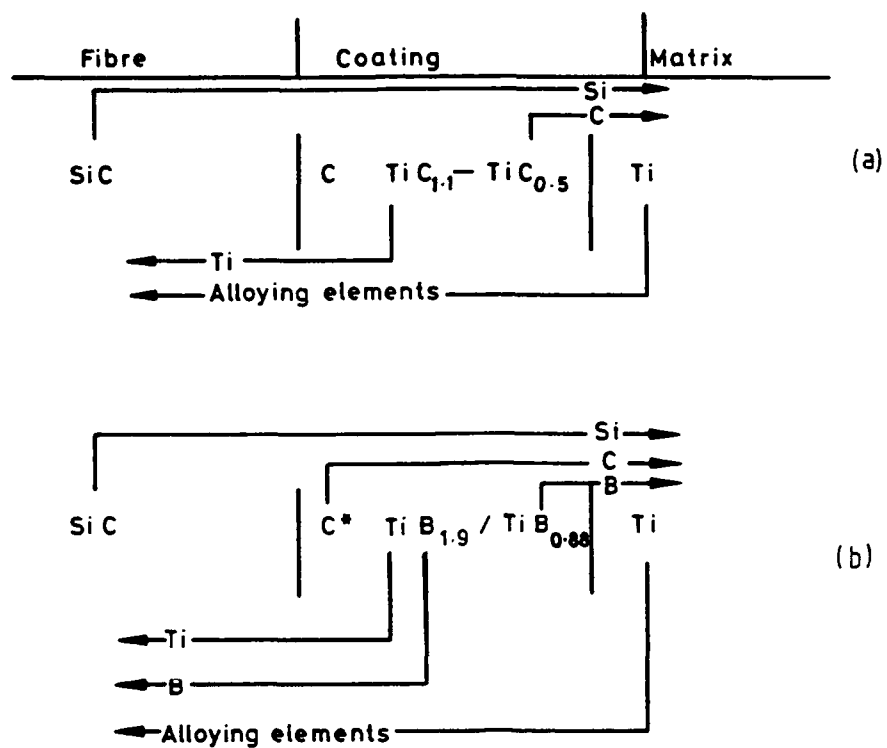 Fibre Coating Matrix
Si
C
SiC C TiC1·1 — TiC0·5 Ti
(a)
Ti
Alloying elements
Si
C
B
SiC C* TiB1·9 / TiB0·88 Ti
(b)
Ti
B
Alloying elements